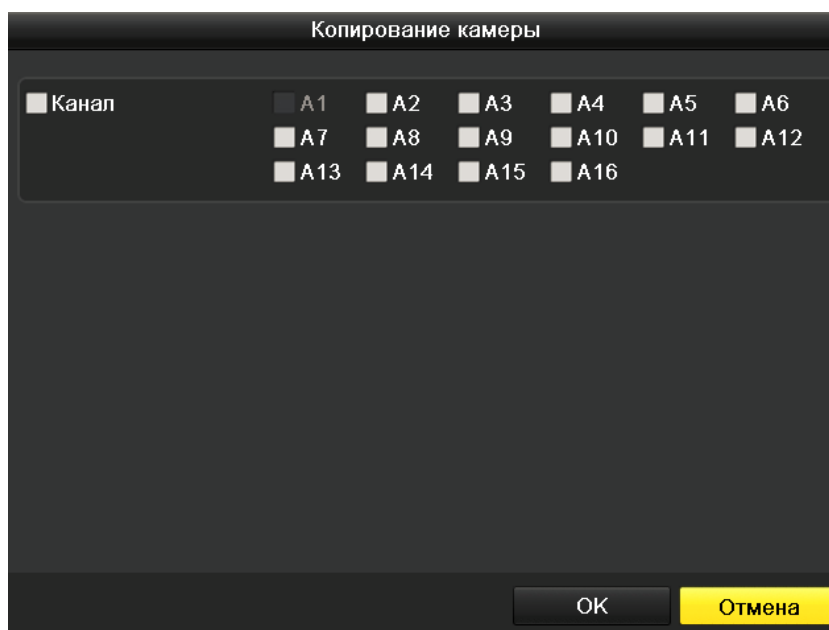 Копирование камеры
Канал A1 A2 A3 A4 A5 A6
A7 A8 A9 A10 A11 A12
A13 A14 A15 A16
OK Отмена